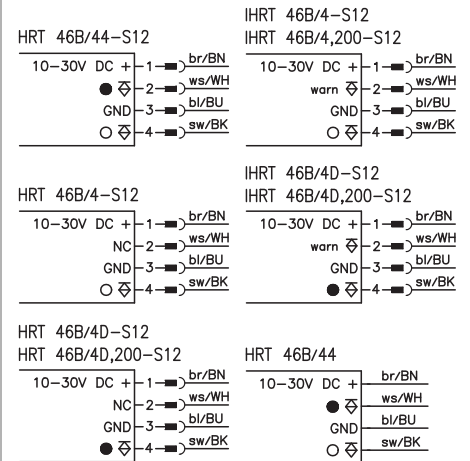 HRT 46B/44-S12
10-30V DC + 1 br/BN
2 ws/WH
GND 3 bl/BU
4 sw/BK
IHRT 46B/4-S12
IHRT 46B/4,200-S12
10-30V DC + 1 br/BN
warn 2 ws/WH
GND 3 bl/BU
4 sw/BK
HRT 46B/4-S12
10-30V DC + 1 br/BN
NC 2 ws/WH
GND 3 bl/BU
4 sw/BK
IHRT 46B/4D-S12
IHRT 46B/4D,200-S12
10-30V DC + 1 br/BN
warn 2 ws/WH
GND 3 bl/BU
4 sw/BK
HRT 46B/4D-S12
HRT 46B/4D,200-S12
10-30V DC + 1 br/BN
NC 2 ws/WH
GND 3 bl/BU
4 sw/BK
HRT 46B/44
10-30V DC + br/BN
ws/WH
GND bl/BU
sw/BK